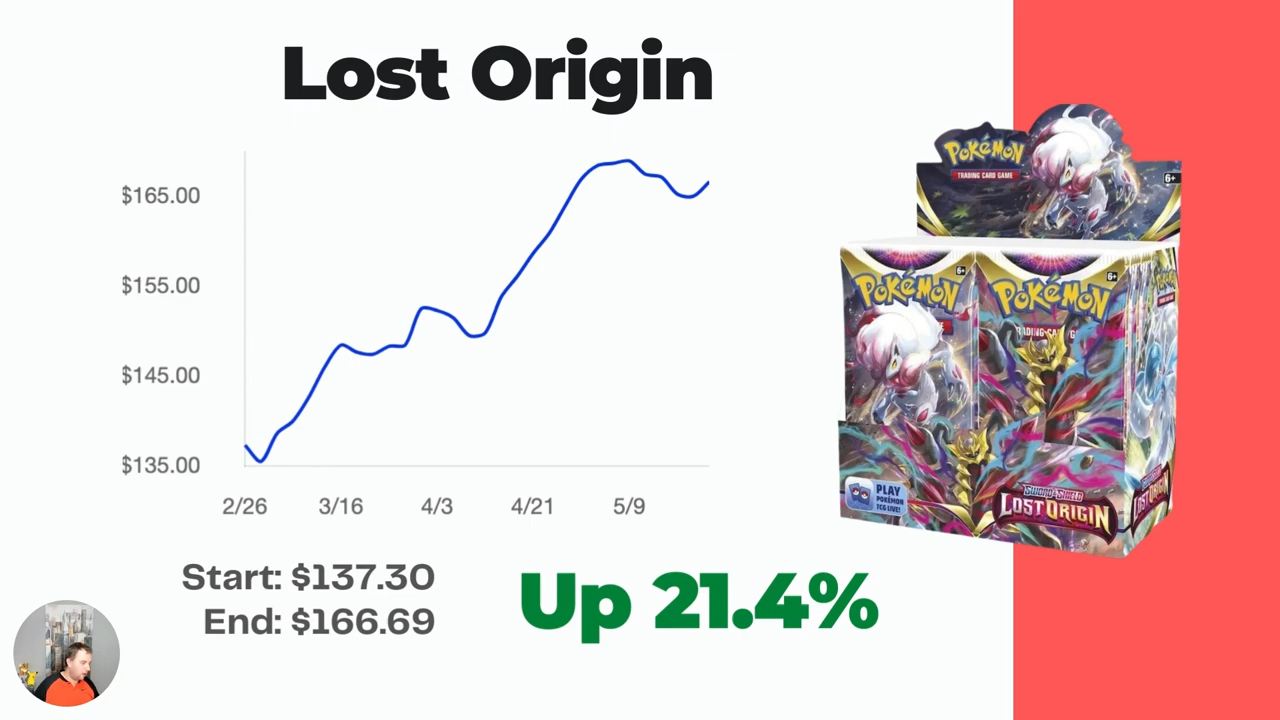 Lost Origin
$165.00
$155.00
$145.00
$135.00
2/26 3/16 4/3 4/21 5/9
Start: $137.30
End: $166.69
Up 21.4%
POKÉMON
TRADING CARD GAME
6+
POKÉMON
6+
POKÉMON
6+
PLAY
POKÉMON
TCG LIVE!
SWORD & SHIELD
LOST ORIGIN
LOST ORIGIN